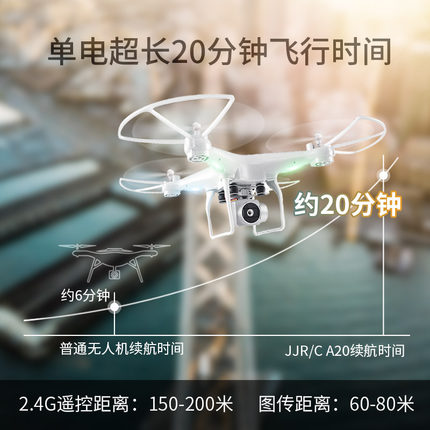 单电超长20分钟飞行时间
约20分钟
约6分钟
普通无人机续航时间
JJR/C A20续航时间
2.4G遥控距离：150-200米 图传距离：60-80米